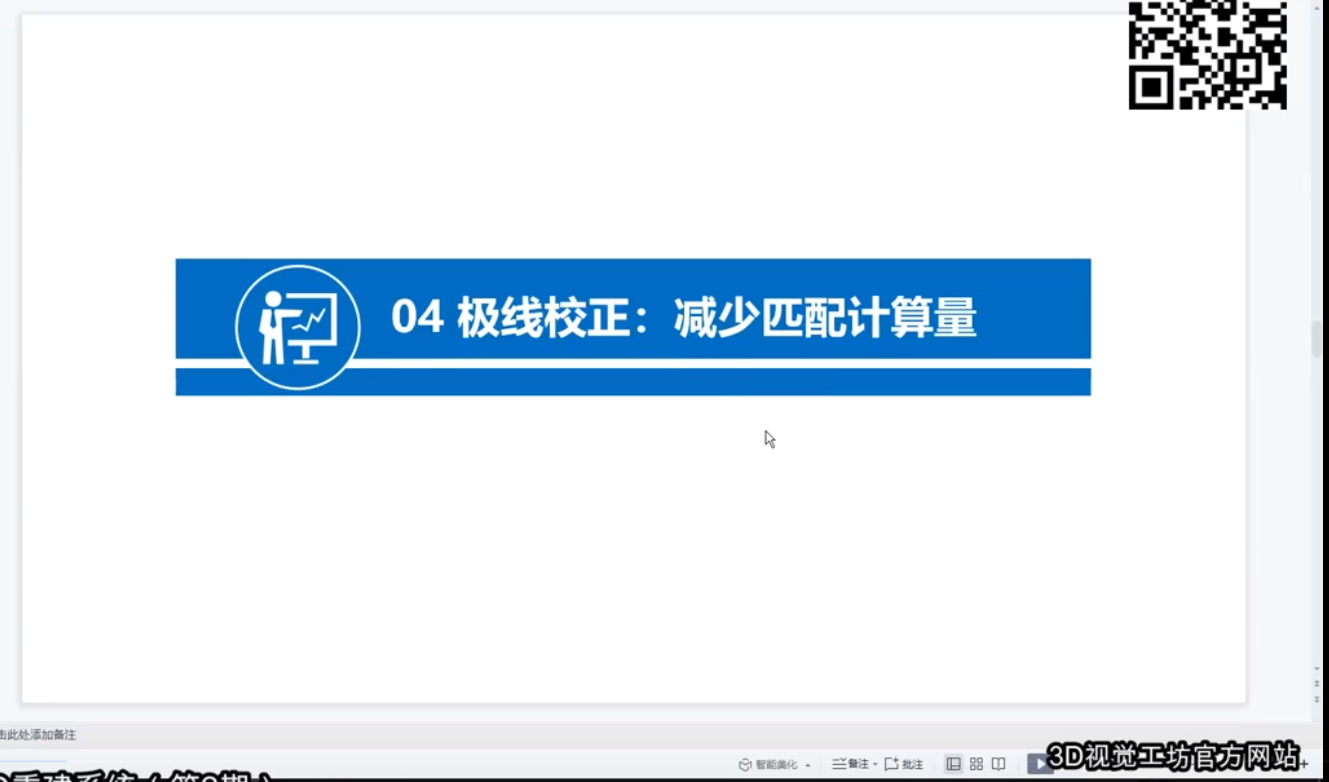 04 极线校正：减少匹配计算量
击此处添加备注
智能美化
备注
批注
3D视觉工坊官方网站
重建系统（第2期）